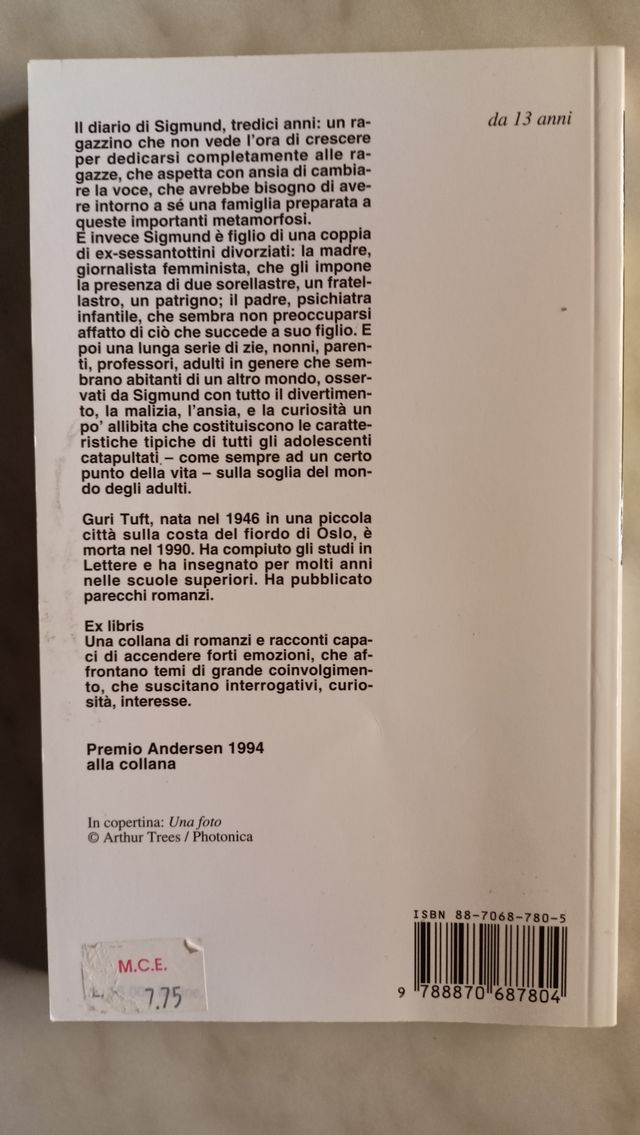 da 13 anni
Il diario di Sigmund, tredici anni: un ra-
gazzino che non vede l'ora di crescere
per dedicarsi completamente alle ra-
gazze, che aspetta con ansia di cambia-
re la voce, che avrebbe bisogno di ave-
re intorno a sé una famiglia preparata a
queste importanti metamorfosi.
E invece Sigmund è figlio di una coppia
di ex-sessantottini divorziati: la madre,
giornalista femminista, che gli impone
la presenza di due sorellastre, un fratel-
lastro, un patrigno; il padre, psichiatra
infantile, che sembra non preoccuparsi
affatto di ciò che succede a suo figlio. E
poi una lunga serie di zie, nonni, paren-
ti, professori, adulti in genere che sem-
brano abitanti di un altro mondo, osser-
vati da Sigmund con tutto il divertimen-
to, la malizia, l'ansia, e la curiosità un
po' allibita che costituiscono le caratte-
ristiche tipiche di tutti gli adolescenti
catapultati – come sempre ad un certo
punto della vita – sulla soglia del mon-
do degli adulti.
Guri Tuft, nata nel 1946 in una piccola
città sulla costa del fiordo di Oslo, è
morta nel 1990. Ha compiuto gli studi in
Lettere e ha insegnato per molti anni
nelle scuole superiori. Ha pubblicato
parecchi romanzi.
Ex libris
Una collana di romanzi e racconti capa-
ci di accendere forti emozioni, che af-
frontano temi di grande coinvolgimen-
to, che suscitano interrogativi, curio-
sità, interesse.
Premio Andersen 1994
alla collana
In copertina: Una foto
© Arthur Trees / Photonica
ISBN 88-7068-780-5
9 788870 687804
M.C.E.
7.75